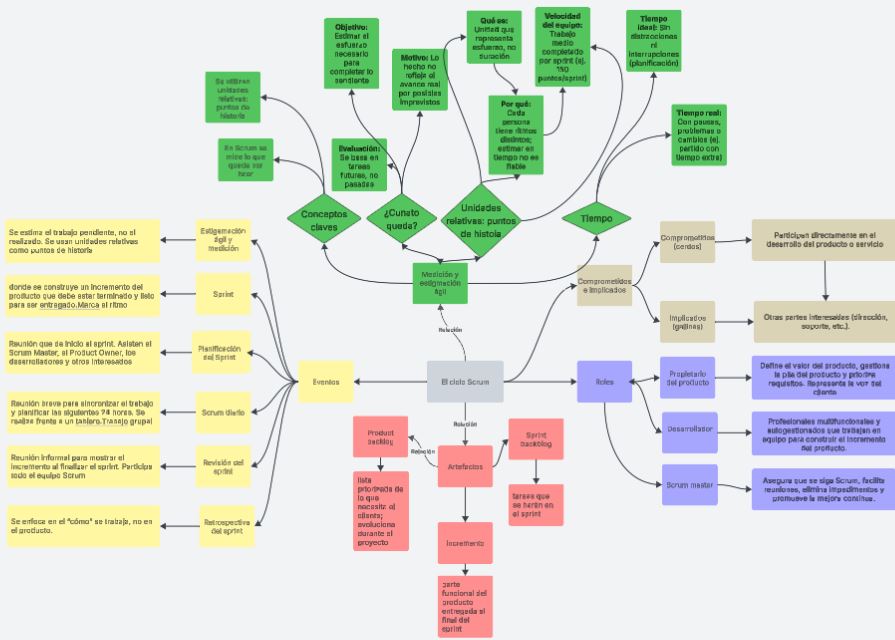 Objetivo:
Estimar el
esfuerzo
necesario
para
completar lo
pendiente
Motivo: Lo
hecho no
refleja el
avance real
por posibles
imprevistos
Qué es:
Unidad que
representa
esfuerzo, no
duración
Velocidad
del equipo:
Trabajo
medio
completado
por sprint (ej. 150
puntos/sprint)
Tiempo
ideal: Sin
distracciones
ni
interrupciones
(planificación)
Se utilizan
unidades
relativas:
puntos de
historia
En Scrum se
mide lo que
queda por
hacer
Evaluación:
Se basa en
tareas
futuras, no
pasadas
Por qué:
Cada
persona
tiene ritmos
distintos;
estimar en
tiempo no es
fiable
Tiempo real:
Con pausas,
problemas o
cambios (ej.
partido con
tiempo extra)
Conceptos
claves
¿Cunato
queda?
Unidades
relativas: puntos
de histoia
Tiempo
Medición y
estigmación
ágil
Relación
Comprometidos
e implicados
Comprometidos
(cerdos)
Participan directamente en el
desarrollo del producto o servicio
Implicados
(gallinas)
Otras partes interesadas (dirección,
soporte, etc.).
Se estima el trabajo pendiente, no el
realizado. Se usan unidades relativas
como puntos de historia
Estigamación
ágil y
medición
donde se construye un incremento del
producto que debe estar terminado y listo
para ser entregado.Marca el ritmo
Sprint
Reunión que da inicio al sprint. Asisten el
Scrum Master, el Product Owner, los
desarrolladores y otros interesados
Planificación
del Sprint
Reunión breve para sincronizar el trabajo
y planificar las siguientes 24 horas. Se
realiza frente a un tablero.Trabajo grupal
Scrum diario
Reunión informal para mostrar el
incremento al finalizar el sprint. Participa
todo el equipo Scrum
Revisión del
sprint
Se enfoca en el "cómo" se trabaja, no en
el producto.
Retrospectiva
del sprint
Eventos
El ciclo Scrum
Roles
Propietario
del producto
Define el valor del producto, gestiona
la pila del producto y prioriza
requisitos. Representa la voz del
cliente
Desarrollador
Profesionales multifuncionales y
autogestionados que trabajan en
equipo para construir el incremento
del producto.
Scrum master
Asegura que se siga Scrum, facilita
reuniones, elimina impedimentos y
promueve la mejora continua.
Relación
Product
backlog
Relación
Artefactos
Sprint
backlog
lista
priorizada de
lo que
necesita el
cliente;
evoluciona
durante el
proyecto
tareas que
se harán en
el sprint
Incremento
parte
funcional del
producto
entregada al
final del
sprint